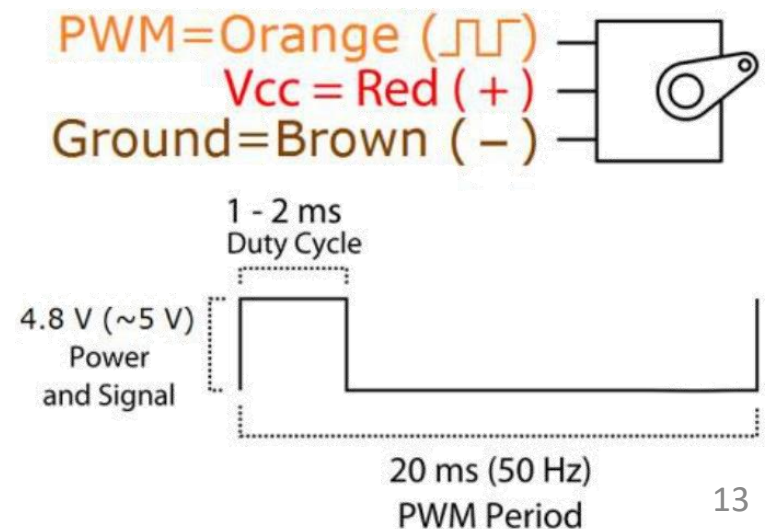 PWM=Orange (⎍⎍)
Vcc = Red ( + )
Ground=Brown ( − )
1 - 2 ms
Duty Cycle
4.8 V (~5 V)
Power
and Signal
20 ms (50 Hz)
PWM Period
13